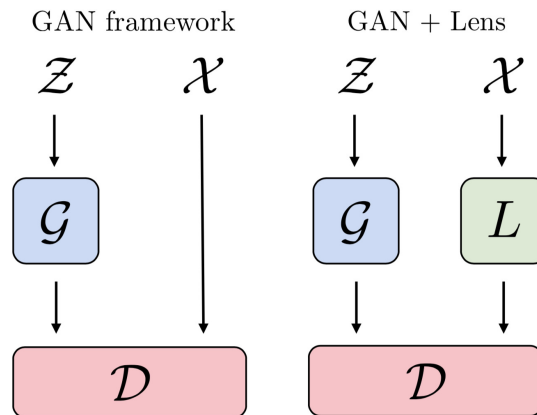 GAN framework
Z X
G
D
GAN + Lens
Z X
G L
D